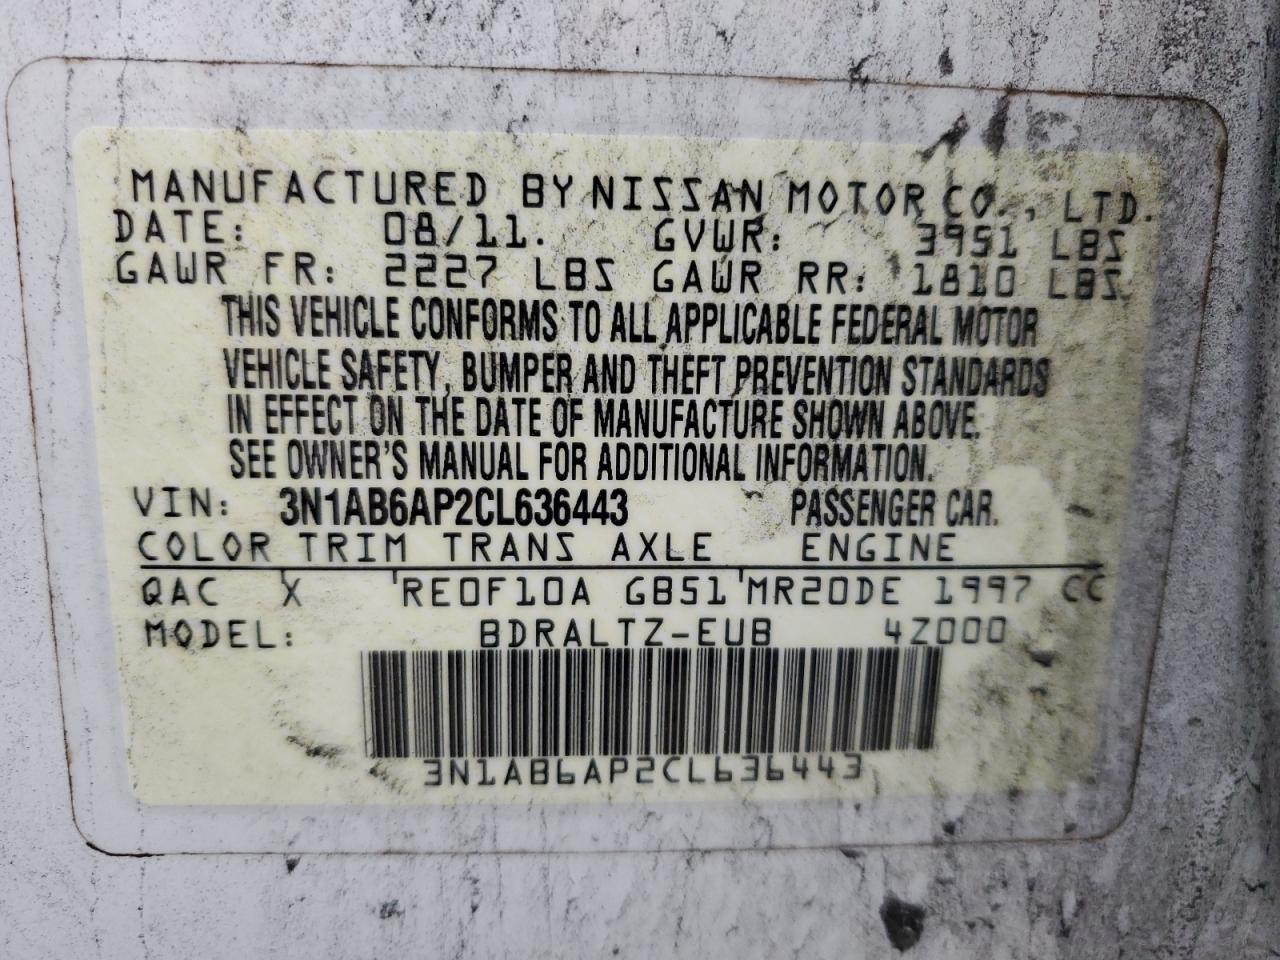 MANUFACTURED BY NISSAN MOTOR CO., LTD.
DATE: 08/11. GVWR: 3951 LBS
GAWR FR: 2227 LBS GAWR RR: 1810 LBS
THIS VEHICLE CONFORMS TO ALL APPLICABLE FEDERAL MOTOR
VEHICLE SAFETY, BUMPER AND THEFT PREVENTION STANDARDS
IN EFFECT ON THE DATE OF MANUFACTURE SHOWN ABOVE.
SEE OWNER'S MANUAL FOR ADDITIONAL INFORMATION.
VIN: 3N1AB6AP2CL636443 PASSENGER CAR.
COLOR TRIM TRANS AXLE ENGINE
QAC X RE0F10A GB51 MR20DE 1997 CC
MODEL: BDRALTZ-EUB 4Z000
3N1AB6AP2CL636443